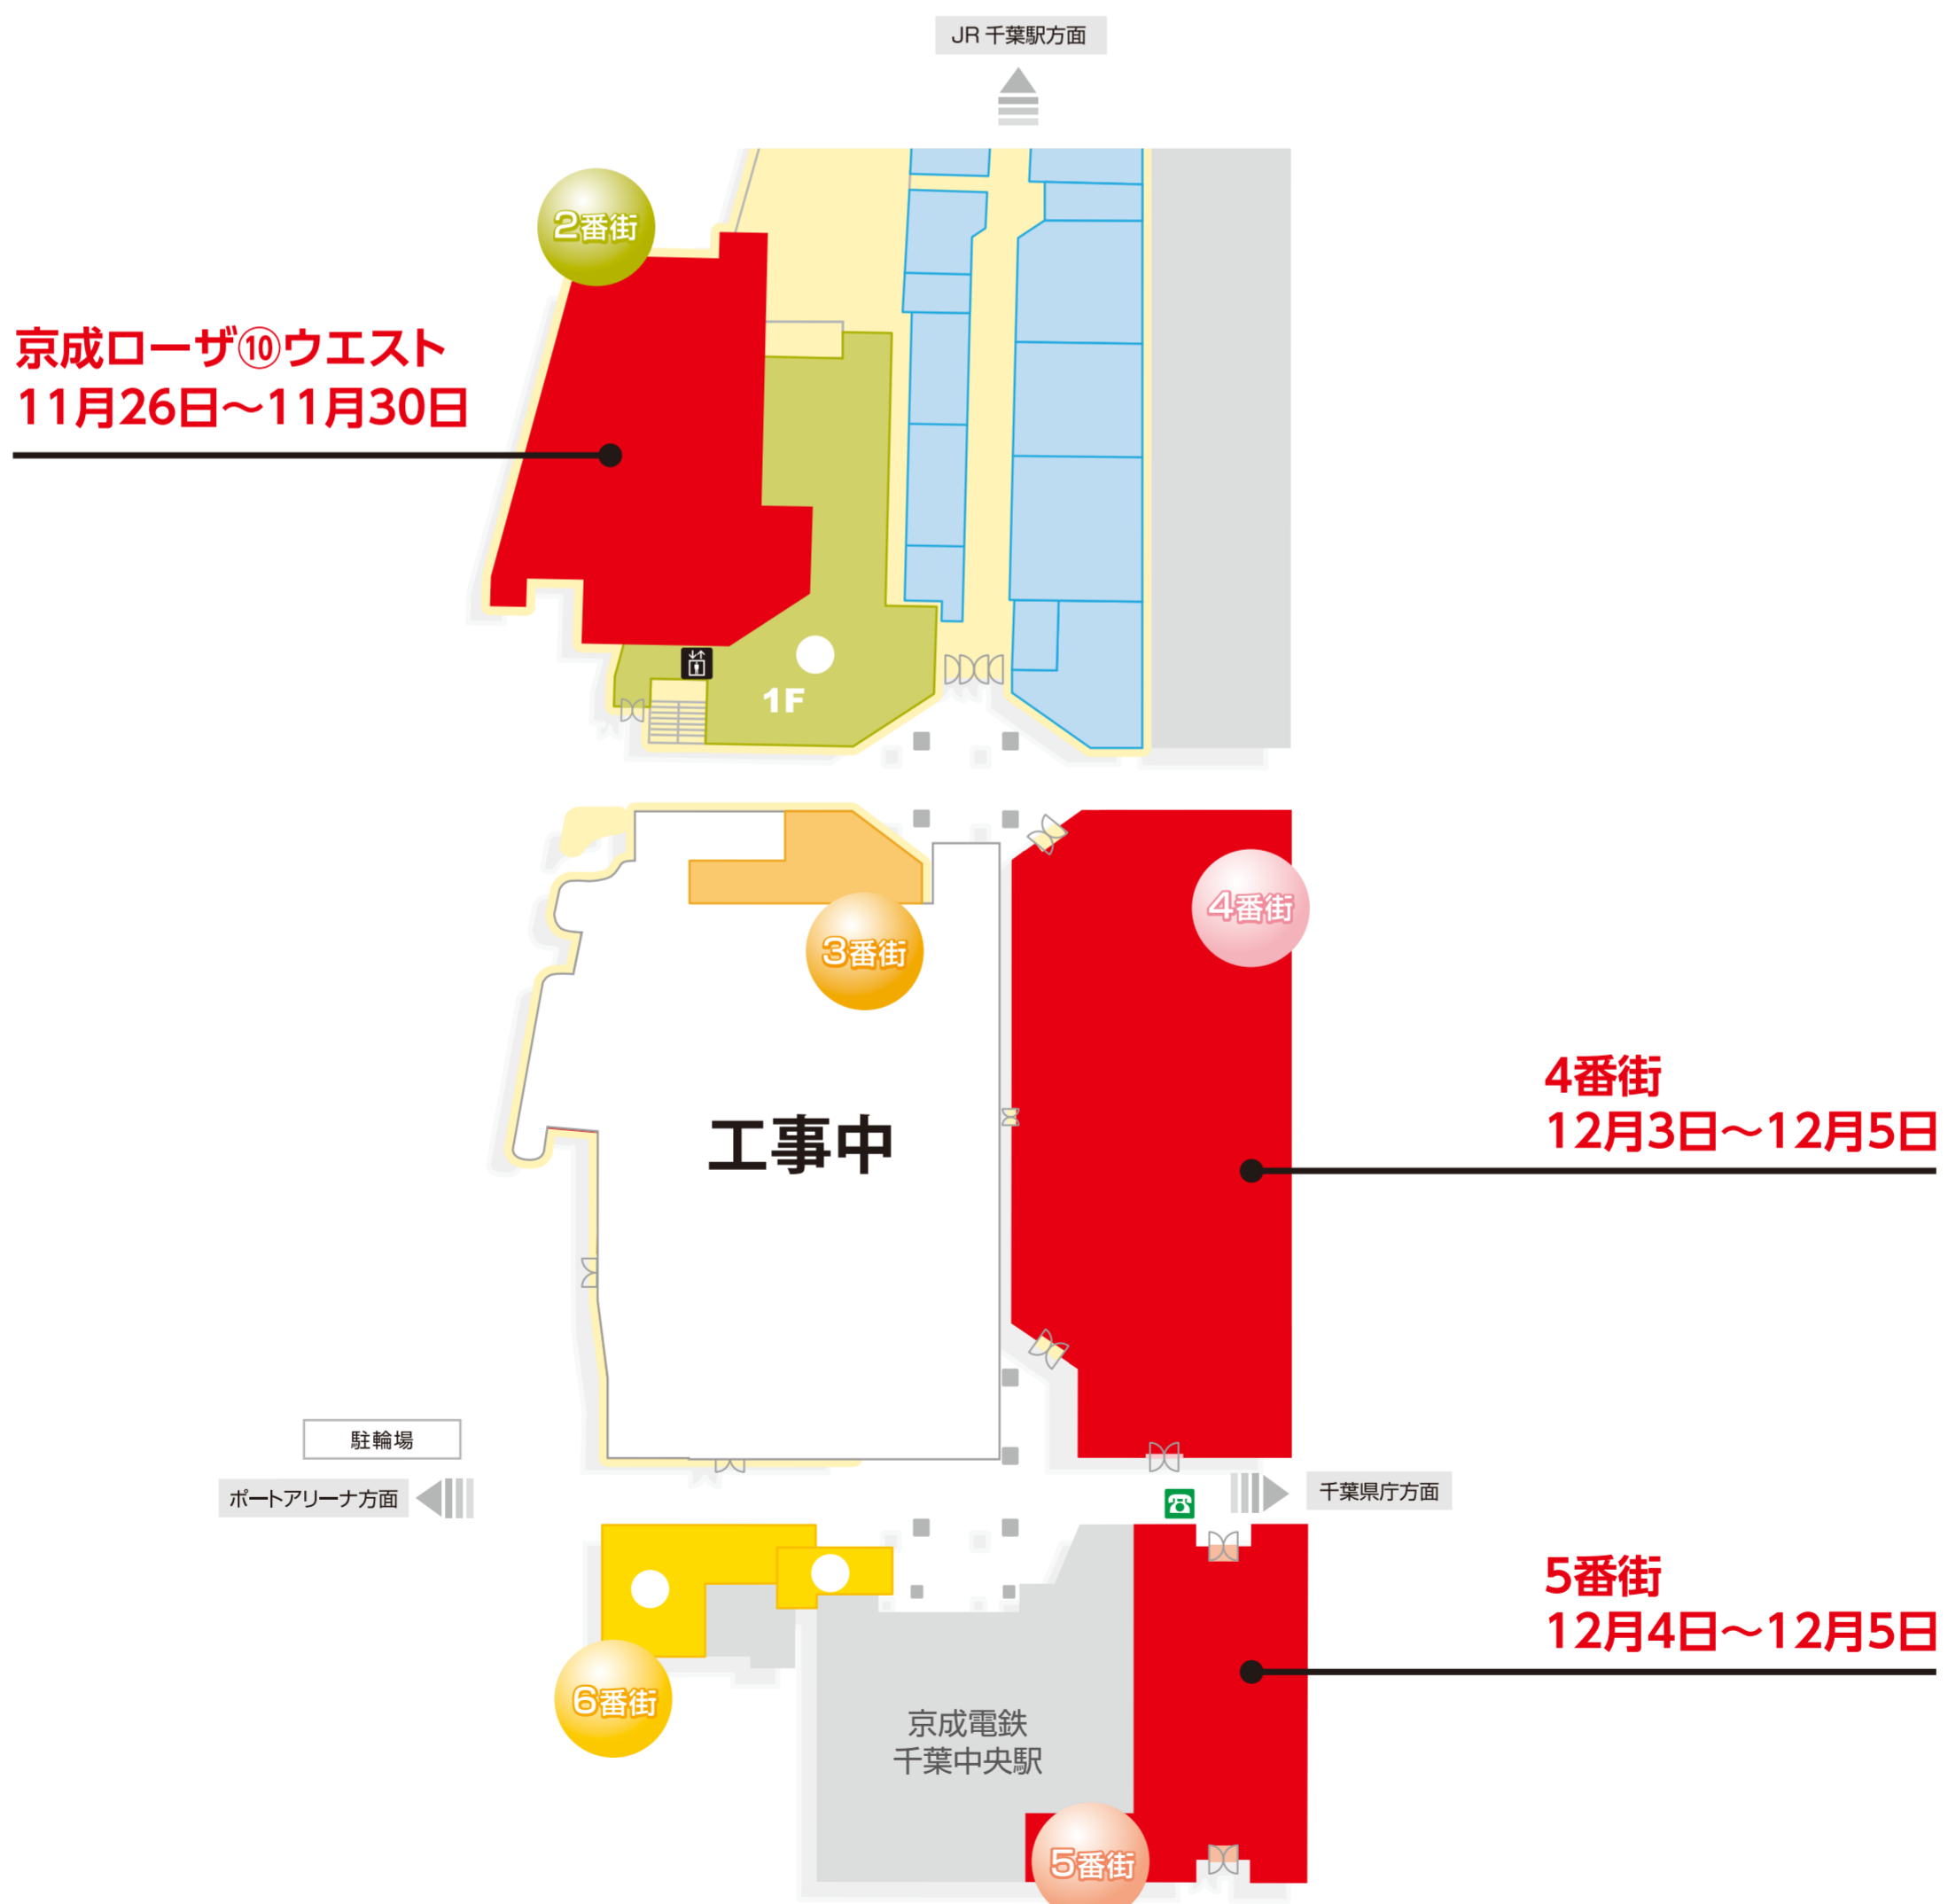 JR 千葉駅方面
2番街
京成ローザ⑩ウエスト
11月26日〜11月30日
1F
4番街
3番街
工事中
4番街
12月3日〜12月5日
駐輪場
ポートアリーナ方面
千葉県庁方面
5番街
12月4日〜12月5日
6番街
京成電鉄
千葉中央駅
5番街